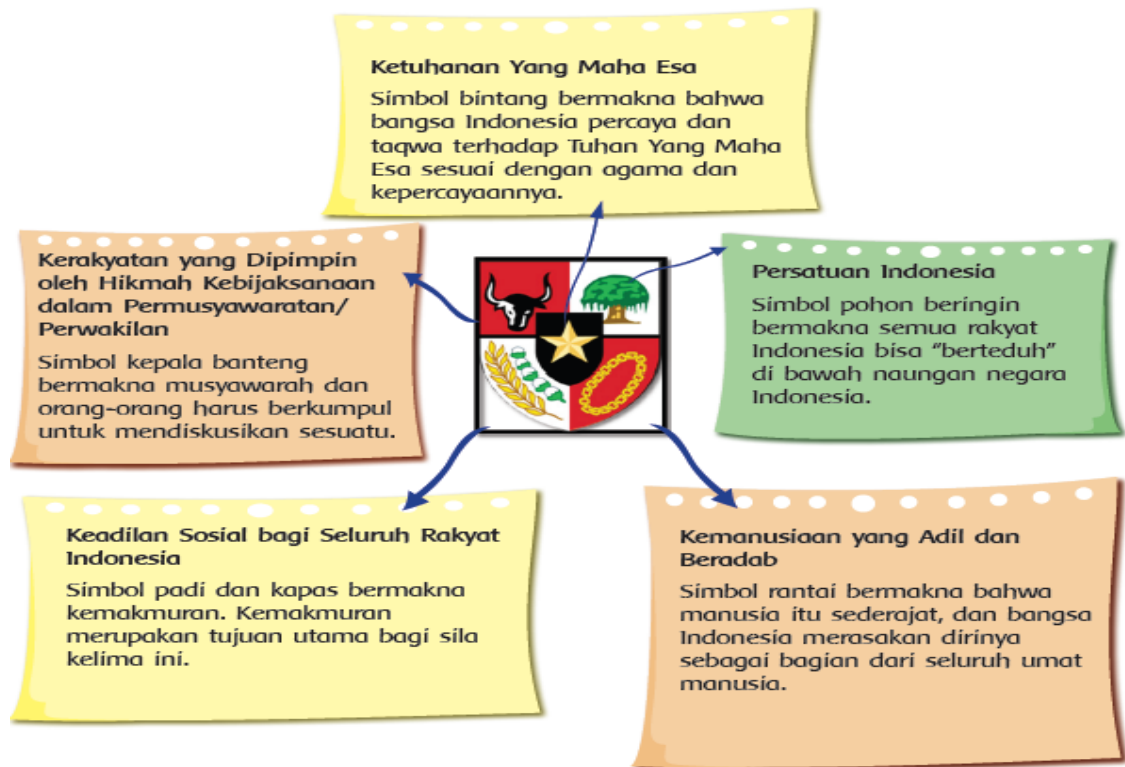 Ketuhanan Yang Maha Esa
Simbol bintang bermakna bahwa
bangsa Indonesia percaya dan
taqwa terhadap Tuhan Yang Maha
Esa sesuai dengan agama dan
kepercayaannya.
Kerakyatan yang Dipimpin
oleh Hikmah Kebijaksanaan
dalam Permusyawaratan/
Perwakilan
Simbol kepala banteng
bermakna musyawarah dan
orang-orang harus berkumpul
untuk mendiskusikan sesuatu.
Persatuan Indonesia
Simbol pohon beringin
bermakna semua rakyat
Indonesia bisa “berteduh”
di bawah naungan negara
Indonesia.
Keadilan Sosial bagi Seluruh Rakyat
Indonesia
Simbol padi dan kapas bermakna
kemakmuran. Kemakmuran
merupakan tujuan utama bagi sila
kelima ini.
Kemanusiaan yang Adil dan
Beradab
Simbol rantai bermakna bahwa
manusia itu sederajat, dan bangsa
Indonesia merasakan dirinya
sebagai bagian dari seluruh umat
manusia.